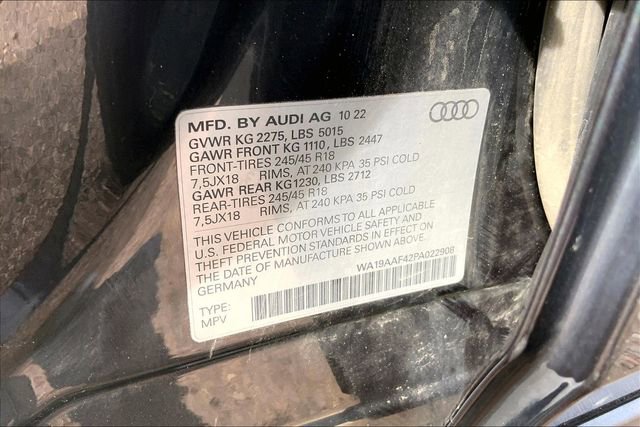 MFD. BY AUDI AG 10 22
GVWR KG 2275, LBS 5015
GAWR FRONT KG 1110, LBS 2447
FRONT-TIRES 245/45 R18
7,5JX18 RIMS, AT 240 KPA 35 PSI COLD
GAWR REAR KG1230, LBS 2712
REAR-TIRES 245/45 R18
7,5JX18 RIMS, AT 240 KPA 35 PSI COLD
THIS VEHICLE CONFORMS TO ALL APPLICABLE
U.S. FEDERAL MOTOR VEHICLE SAFETY AND
THEFT PREVENTION STANDARDS IN EFFECT ON
THE DATE OF MANUFACTURE SHOWN ABOVE.
GERMANY
WA19AAF42PA022908
TYPE:
MPV